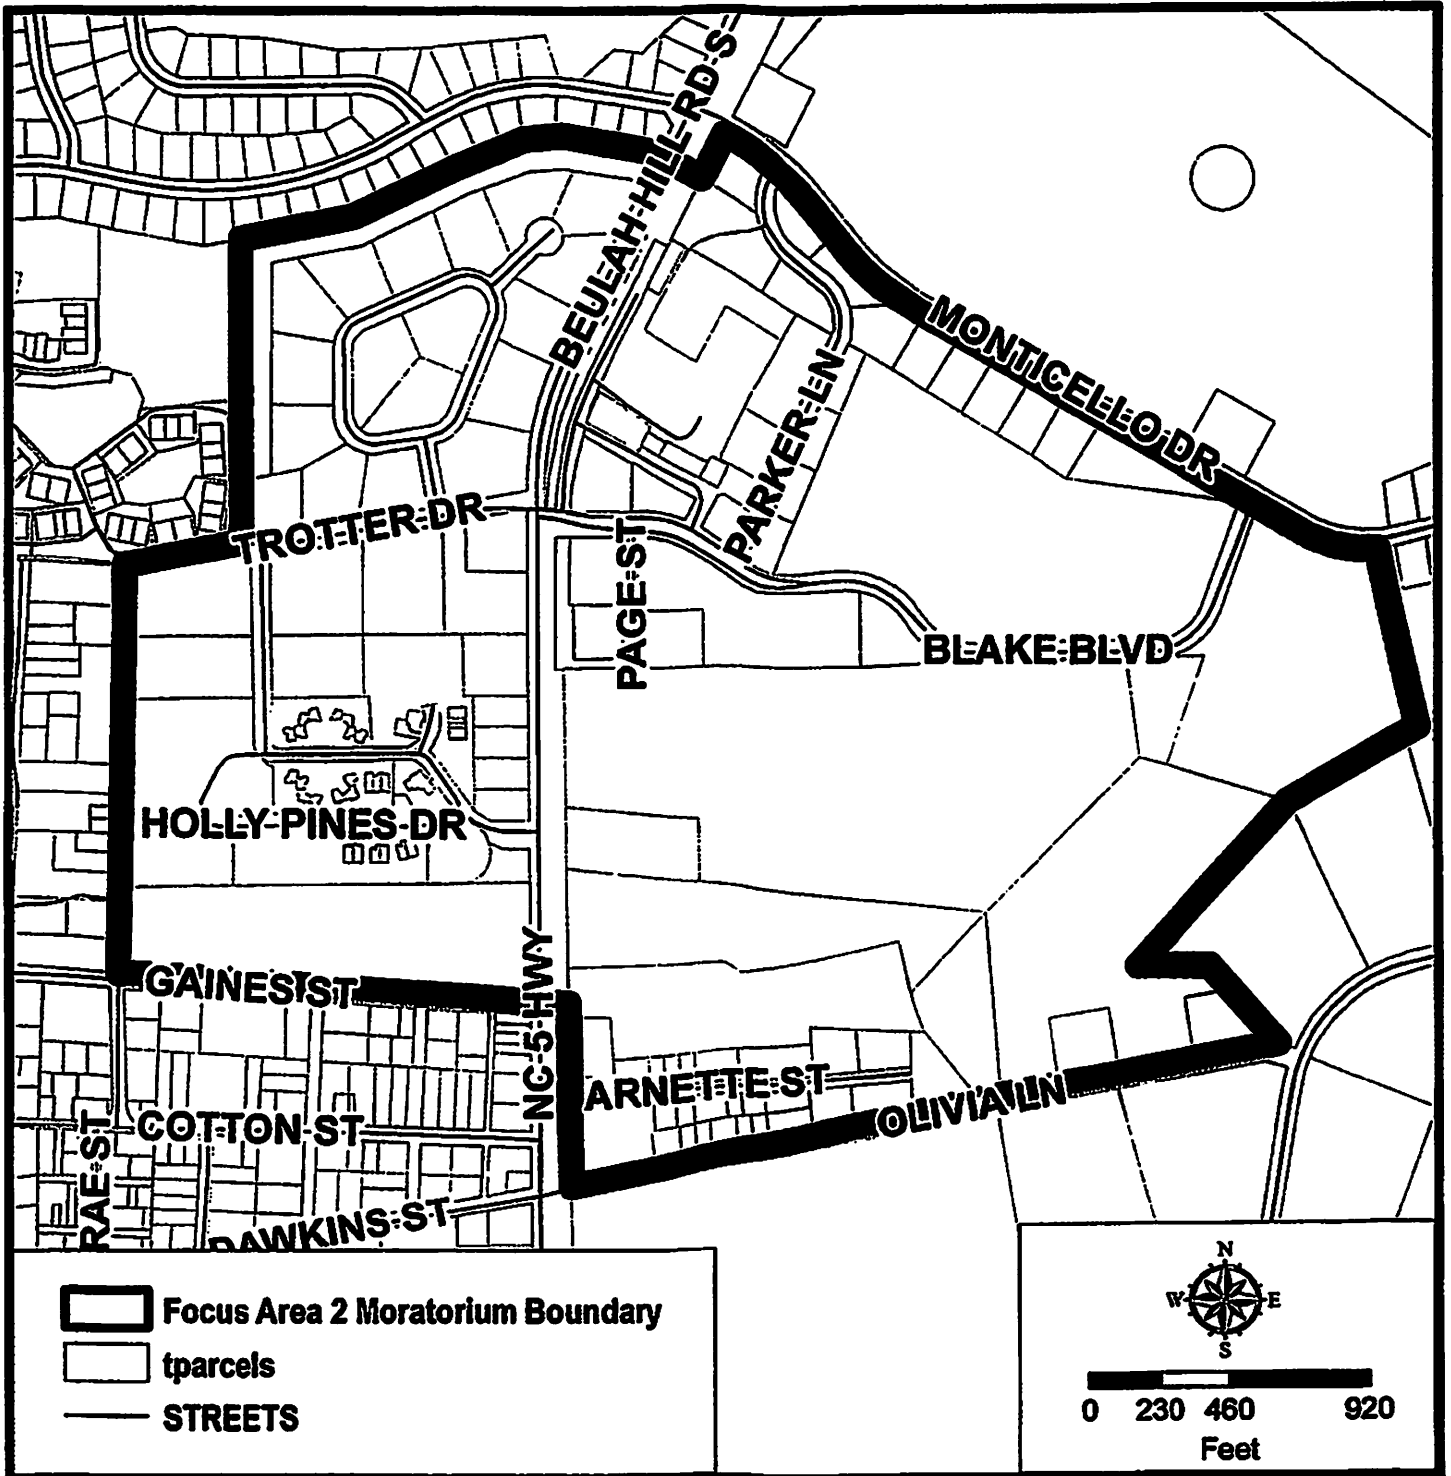 BEULAH HILL RD S
MONTICELLO DR
PARKER LN
TROTTER DR
PAGE ST
BLAKE BLVD
HOLLY PINES DR
GAINES ST
NC 5 HWY
ARNETTE ST
OLIVIA LN
COTTON ST
RAE ST
DAWKINS ST
Focus Area 2 Moratorium Boundary
tparcels
STREETS
N
W E
S
0 230 460 920
Feet